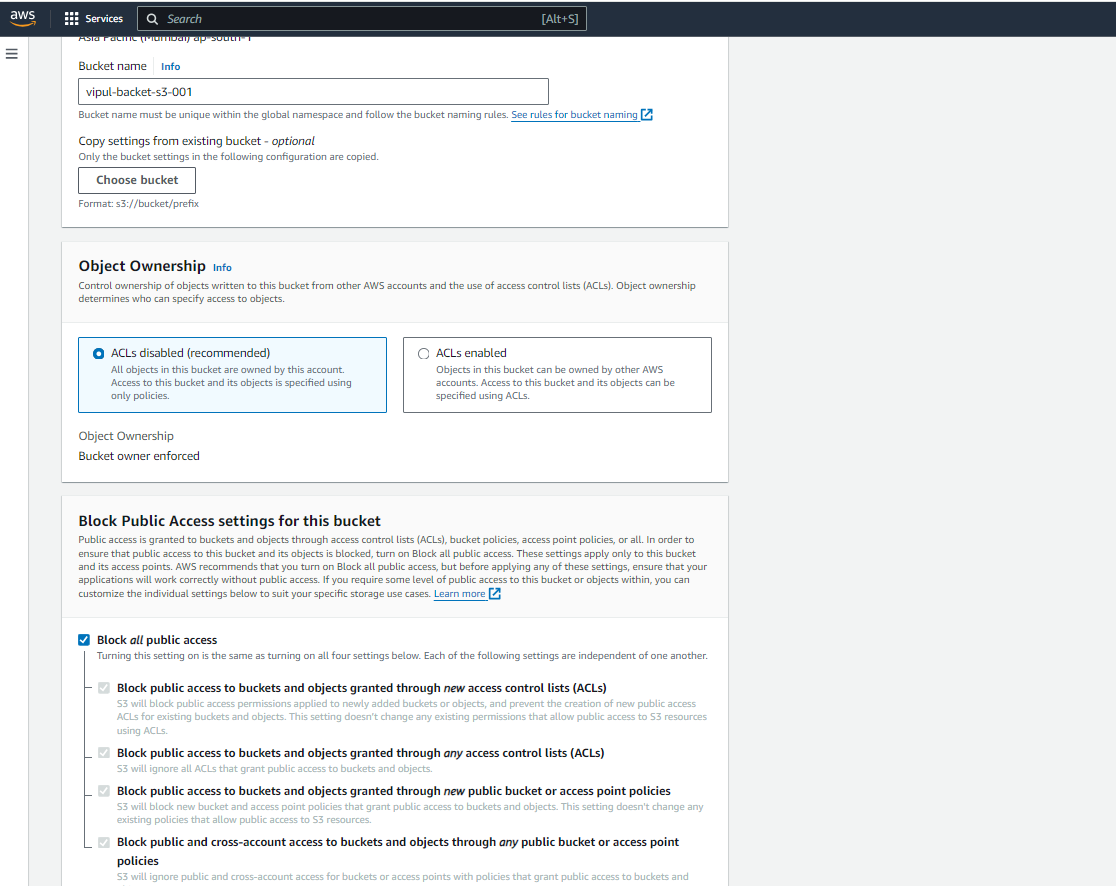 aws
Services
Search
[Alt+S]
Asia Pacific (Mumbai) ap-south-1
Bucket name Info
vipul-backet-s3-001
Bucket name must be unique within the global namespace and follow the bucket naming rules. See rules for bucket naming
Copy settings from existing bucket - optional
Only the bucket settings in the following configuration are copied.
Choose bucket
Format: s3://bucket/prefix
Object Ownership Info
Control ownership of objects written to this bucket from other AWS accounts and the use of access control lists (ACLs). Object ownership
determines who can specify access to objects.
ACLs disabled (recommended)
All objects in this bucket are owned by this account.
Access to this bucket and its objects is specified using
only policies.
ACLs enabled
Objects in this bucket can be owned by other AWS
accounts. Access to this bucket and its objects can be
specified using ACLs.
Object Ownership
Bucket owner enforced
Block Public Access settings for this bucket
Public access is granted to buckets and objects through access control lists (ACLs), bucket policies, access point policies, or all. In order to
ensure that public access to this bucket and its objects is blocked, turn on Block all public access. These settings apply only to this bucket
and its access points. AWS recommends that you turn on Block all public access, but before applying any of these settings, ensure that your
applications will work correctly without public access. If you require some level of public access to this bucket or objects within, you can
customize the individual settings below to suit your specific storage use cases. Learn more
Block all public access
Turning this setting on is the same as turning on all four settings below. Each of the following settings are independent of one another.
Block public access to buckets and objects granted through new access control lists (ACLs)
S3 will block public access permissions applied to newly added buckets or objects, and prevent the creation of new public access
ACLs for existing buckets and objects. This setting doesn't change any existing permissions that allow public access to S3 resources
using ACLs.
Block public access to buckets and objects granted through any access control lists (ACLs)
S3 will ignore all ACLs that grant public access to buckets and objects.
Block public access to buckets and objects granted through new public bucket or access point policies
S3 will block new bucket and access point policies that grant public access to buckets and objects. This setting doesn't change any
existing policies that allow public access to S3 resources.
Block public and cross-account access to buckets and objects through any public bucket or access point
policies
S3 will ignore public and cross-account access for buckets or access points with policies that grant public access to buckets and